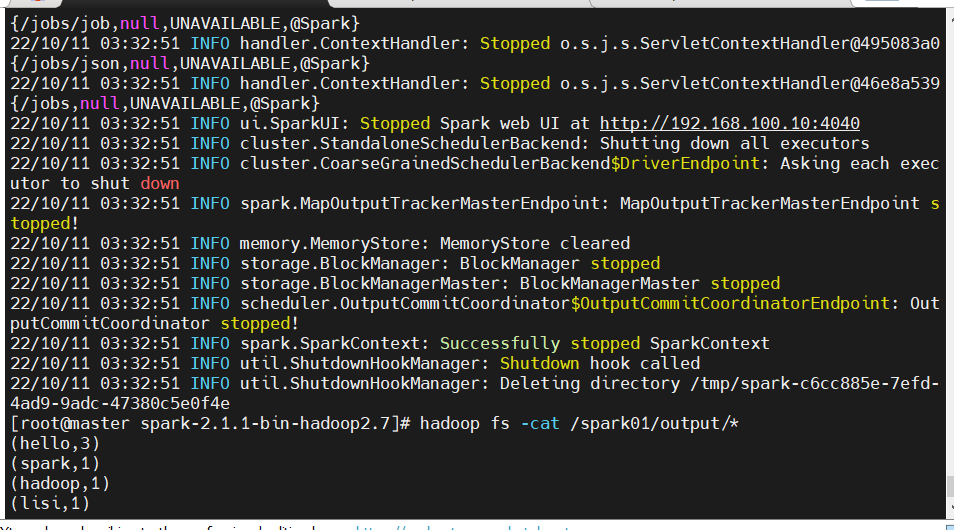 {/jobs/job,null,UNAVAILABLE,@Spark}
22/10/11 03:32:51 INFO handler.ContextHandler: Stopped o.s.j.s.ServletContextHandler@495083a0
{/jobs/json,null,UNAVAILABLE,@Spark}
22/10/11 03:32:51 INFO handler.ContextHandler: Stopped o.s.j.s.ServletContextHandler@46e8a539
{/jobs,null,UNAVAILABLE,@Spark}
22/10/11 03:32:51 INFO ui.SparkUI: Stopped Spark web UI at http://192.168.100.10:4040
22/10/11 03:32:51 INFO cluster.StandaloneSchedulerBackend: Shutting down all executors
22/10/11 03:32:51 INFO cluster.CoarseGrainedSchedulerBackend$DriverEndpoint: Asking each exec
utor to shut down
22/10/11 03:32:51 INFO spark.MapOutputTrackerMasterEndpoint: MapOutputTrackerMasterEndpoint s
topped!
22/10/11 03:32:51 INFO memory.MemoryStore: MemoryStore cleared
22/10/11 03:32:51 INFO storage.BlockManager: BlockManager stopped
22/10/11 03:32:51 INFO storage.BlockManagerMaster: BlockManagerMaster stopped
22/10/11 03:32:51 INFO scheduler.OutputCommitCoordinator$OutputCommitCoordinatorEndpoint: Out
putCommitCoordinator stopped!
22/10/11 03:32:51 INFO spark.SparkContext: Successfully stopped SparkContext
22/10/11 03:32:51 INFO util.ShutdownHookManager: Shutdown hook called
22/10/11 03:32:51 INFO util.ShutdownHookManager: Deleting directory /tmp/spark-c6cc885e-7efd-
4ad9-9adc-47380c5e0f4e
[root@master spark-2.1.1-bin-hadoop2.7]# hadoop fs -cat /spark01/output/*
(hello,3)
(spark,1)
(hadoop,1)
(lisi,1)